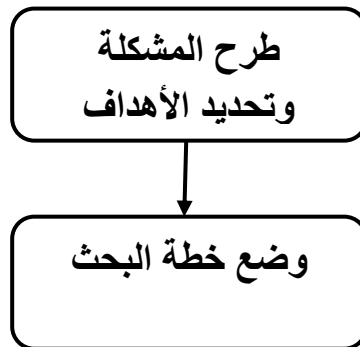 طرح المشكلة
وتحديد الأهداف
وضع خطة البحث